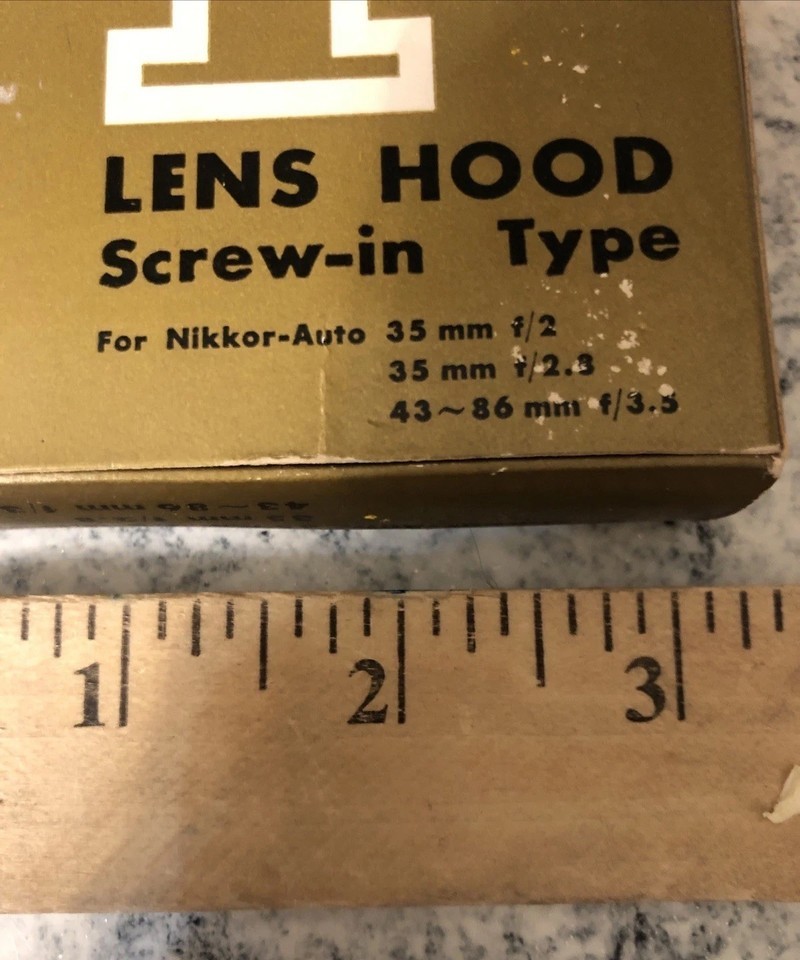 LENS HOOD
Screw-in Type
For Nikkor-Auto 35 mm f/2
35 mm f/2.8
43~86 mm f/3.5
1 2 3